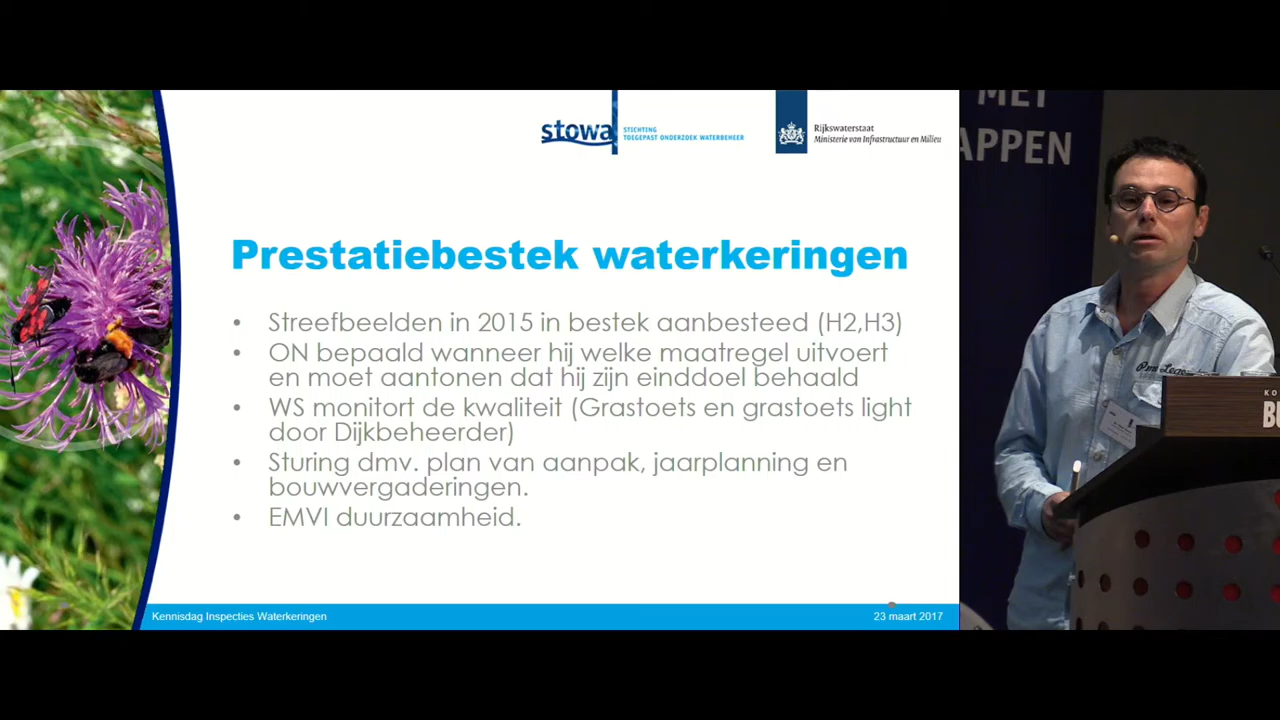 stowa
STICHTING
TOEGEPAST ONDERZOEK WATERBEHEER
Rijkswaterstaat
Ministerie van Infrastructuur en Milieu
MET
APPEN
Prestatiebestek waterkeringen
• Streefbeelden in 2015 in bestek aanbesteed (H2,H3)
• ON bepaald wanneer hij welke maatregel uitvoert
en moet aantonen dat hij zijn einddoel behaald
• WS monitort de kwaliteit (Grastoets en grastoets light
door Dijkbeheerder)
• Sturing dmv. plan van aanpak, jaarplanning en
bouwvergaderingen.
• EMVI duurzaamheid.
Kennisdag Inspecties Waterkeringen
23 maart 2017
KO
BU